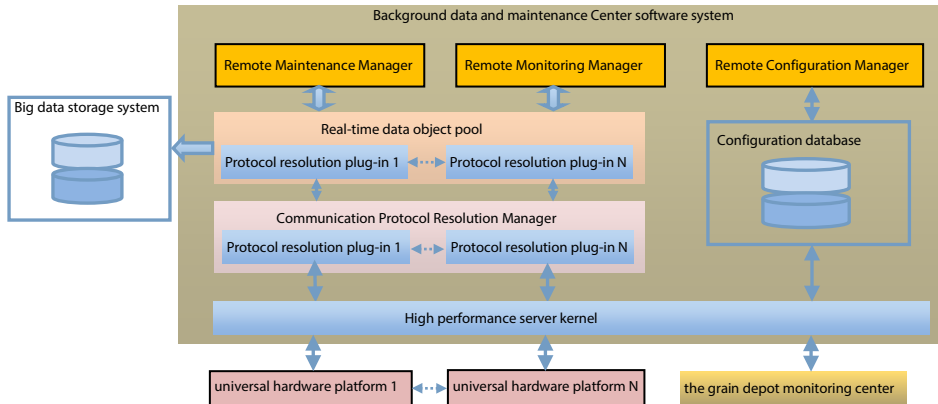 Background data and maintenance Center software system
Remote Maintenance Manager
Remote Monitoring Manager
Remote Configuration Manager
Big data storage system
Real-time data object pool
Configuration database
Protocol resolution plug-in 1
Protocol resolution plug-in N
Communication Protocol Resolution Manager
Protocol resolution plug-in 1
Protocol resolution plug-in N
High performance server kernel
universal hardware platform 1
universal hardware platform N
the grain depot monitoring center